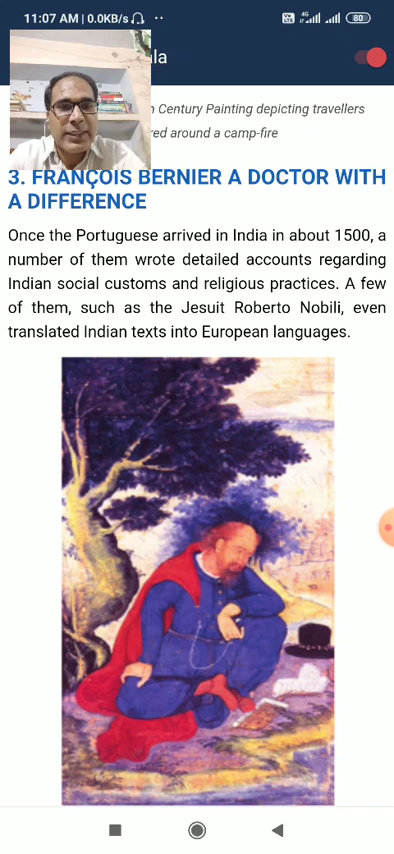 11:07 AM | 0.0KB/s
4G
80
la
Century Painting depicting travellers
around a camp-fire
3. FRANÇOIS BERNIER A DOCTOR WITH
A DIFFERENCE
Once the Portuguese arrived in India in about 1500, a
number of them wrote detailed accounts regarding
Indian social customs and religious practices. A few
of them, such as the Jesuit Roberto Nobili, even
translated Indian texts into European languages.